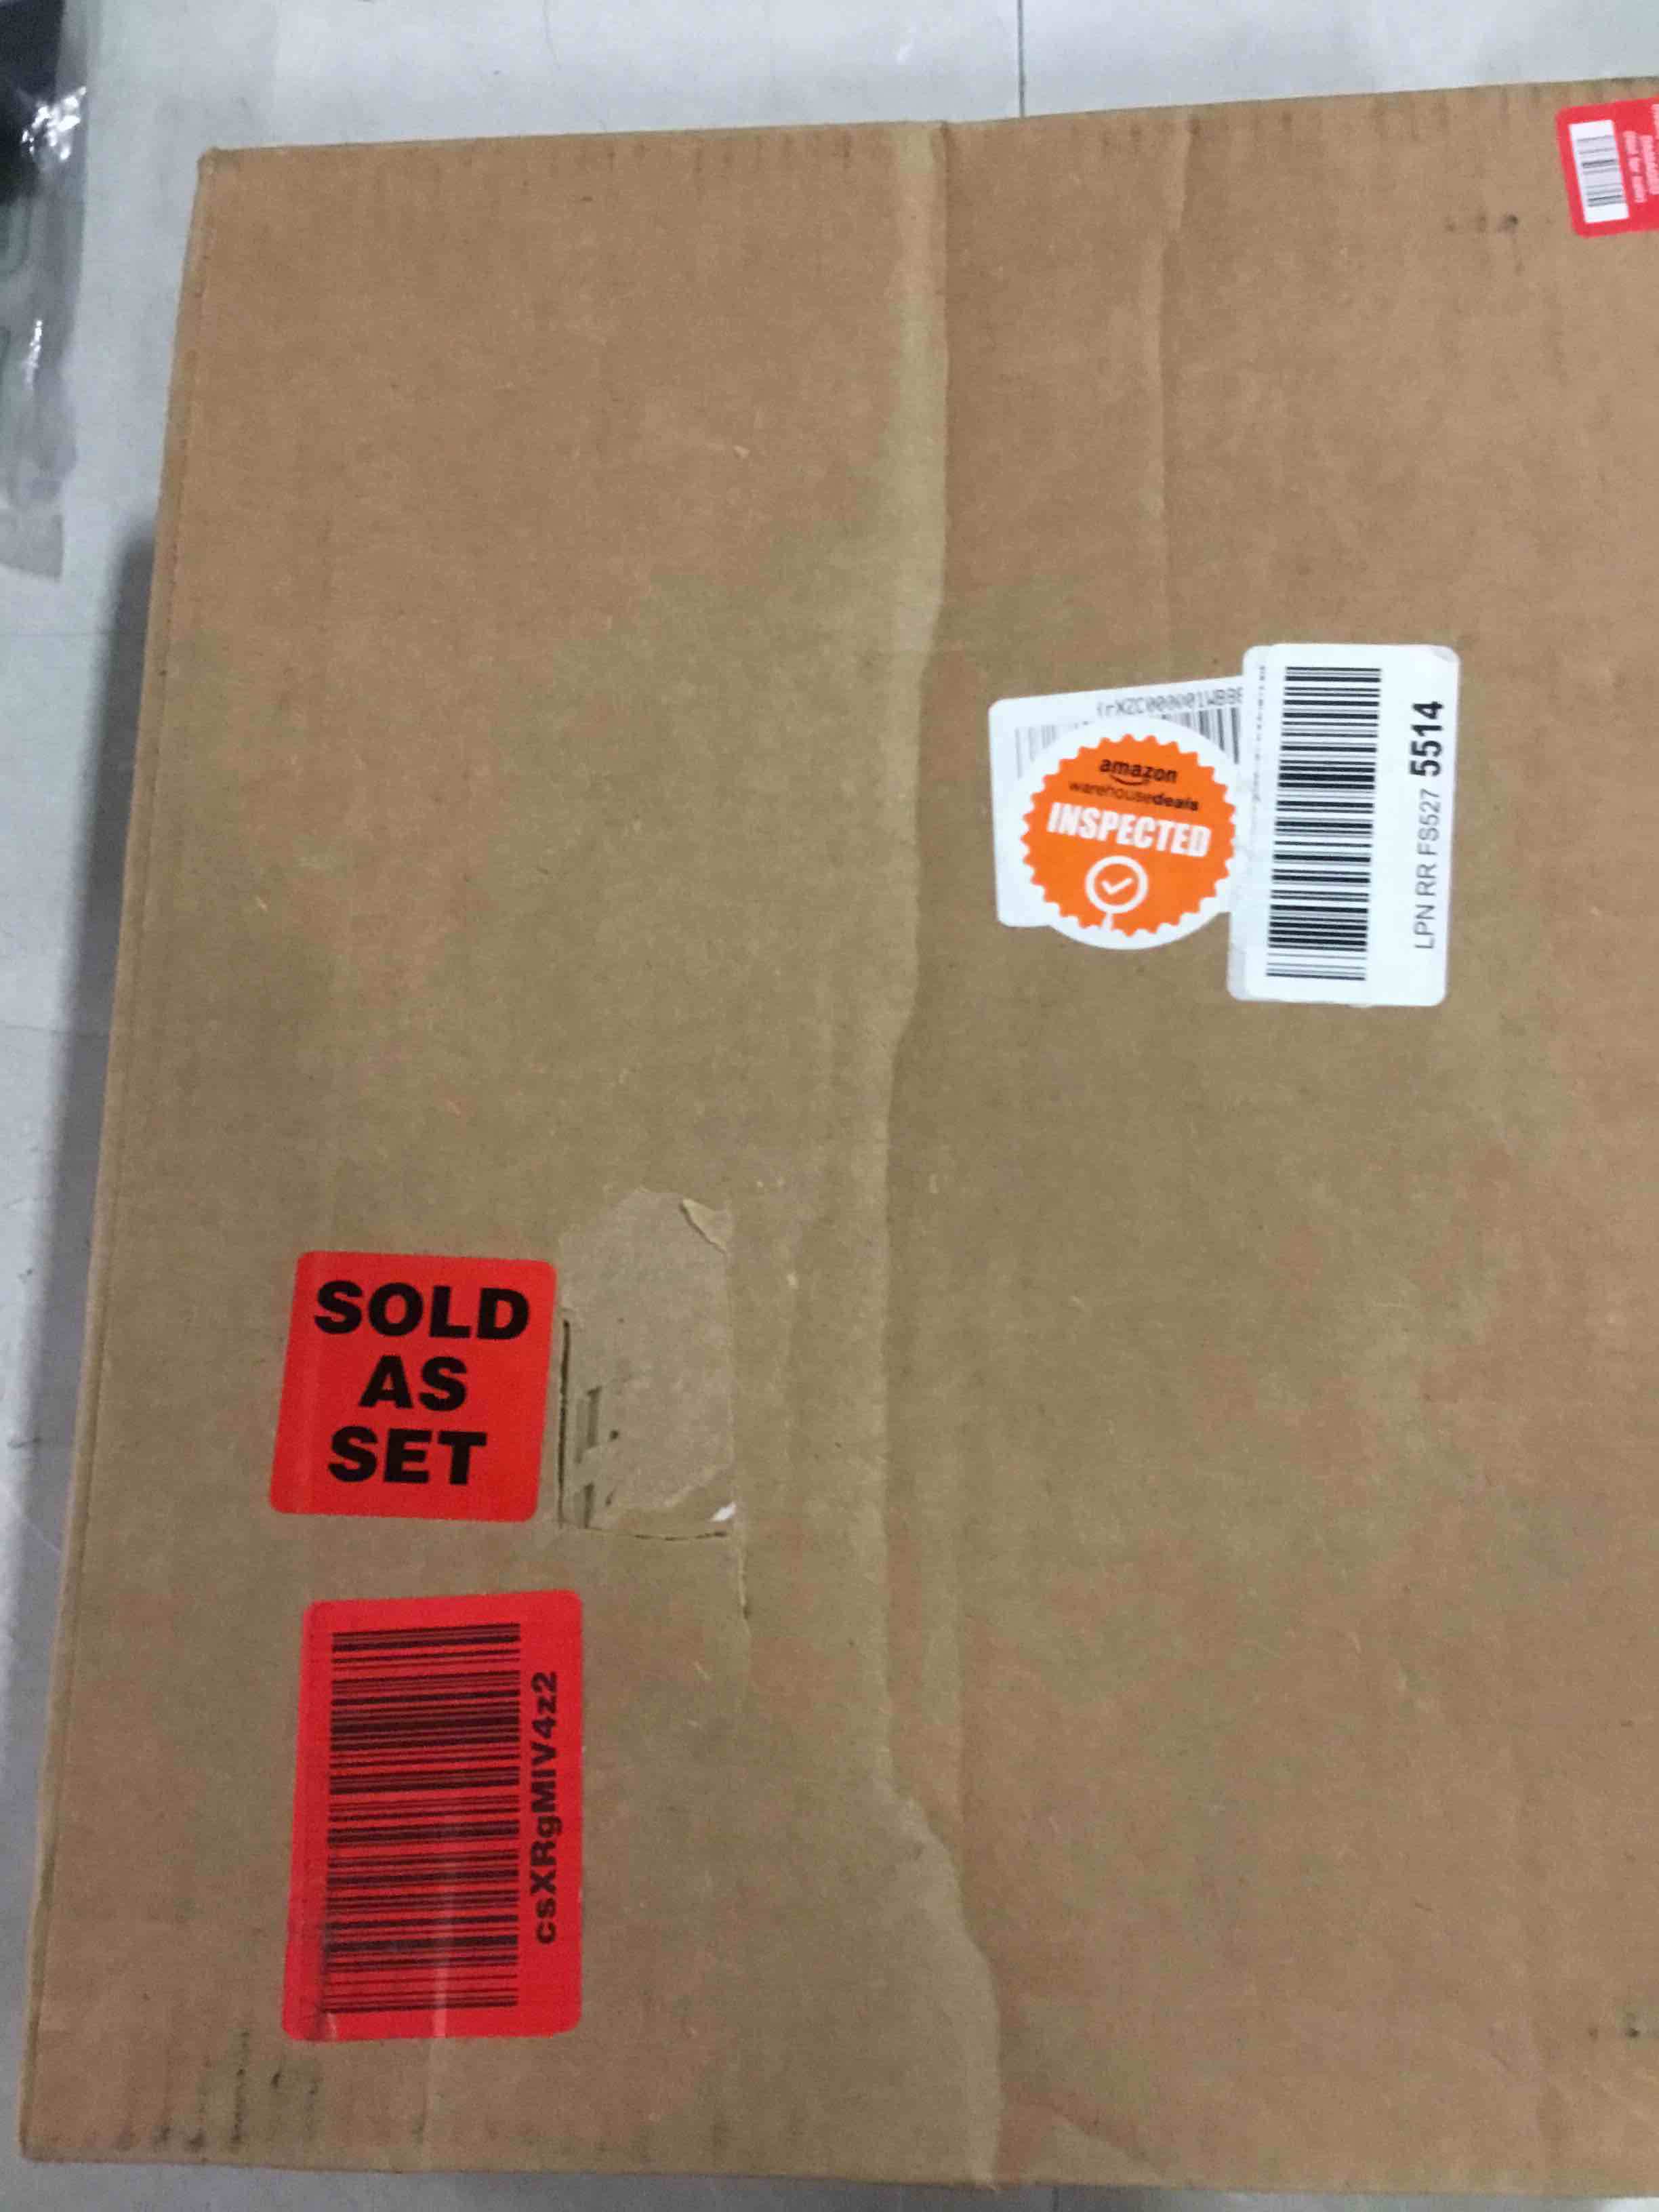 amazon
warehousedeals
INSPECTED
LPN RR FS527 5514
SOLD
AS
SET
csXRgMIV4z2